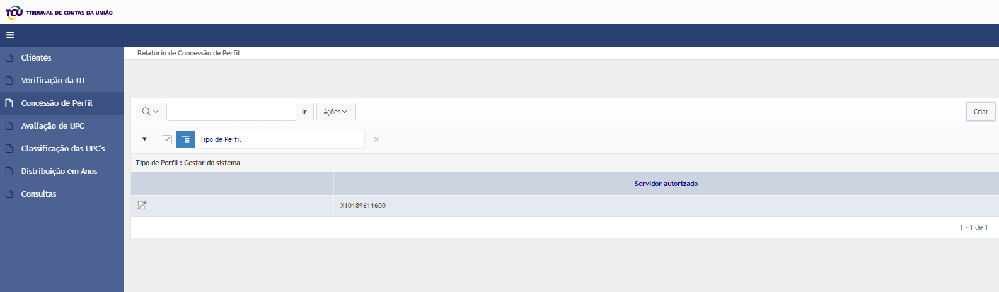 TCU TRIBUNAL DE CONTAS DA UNIÃO
Clientes
Verificação da UT
Concessão de Perfil
Avaliação de UPC
Classificação das UPC's
Distribuição em Anos
Consultas
Relatório de Concessão de Perfil
Ir
Ações
Criar
Tipo de Perfil
Tipo de Perfil : Gestor do sistema
Servidor autorizado
X10189611600
1 - 1 de 1